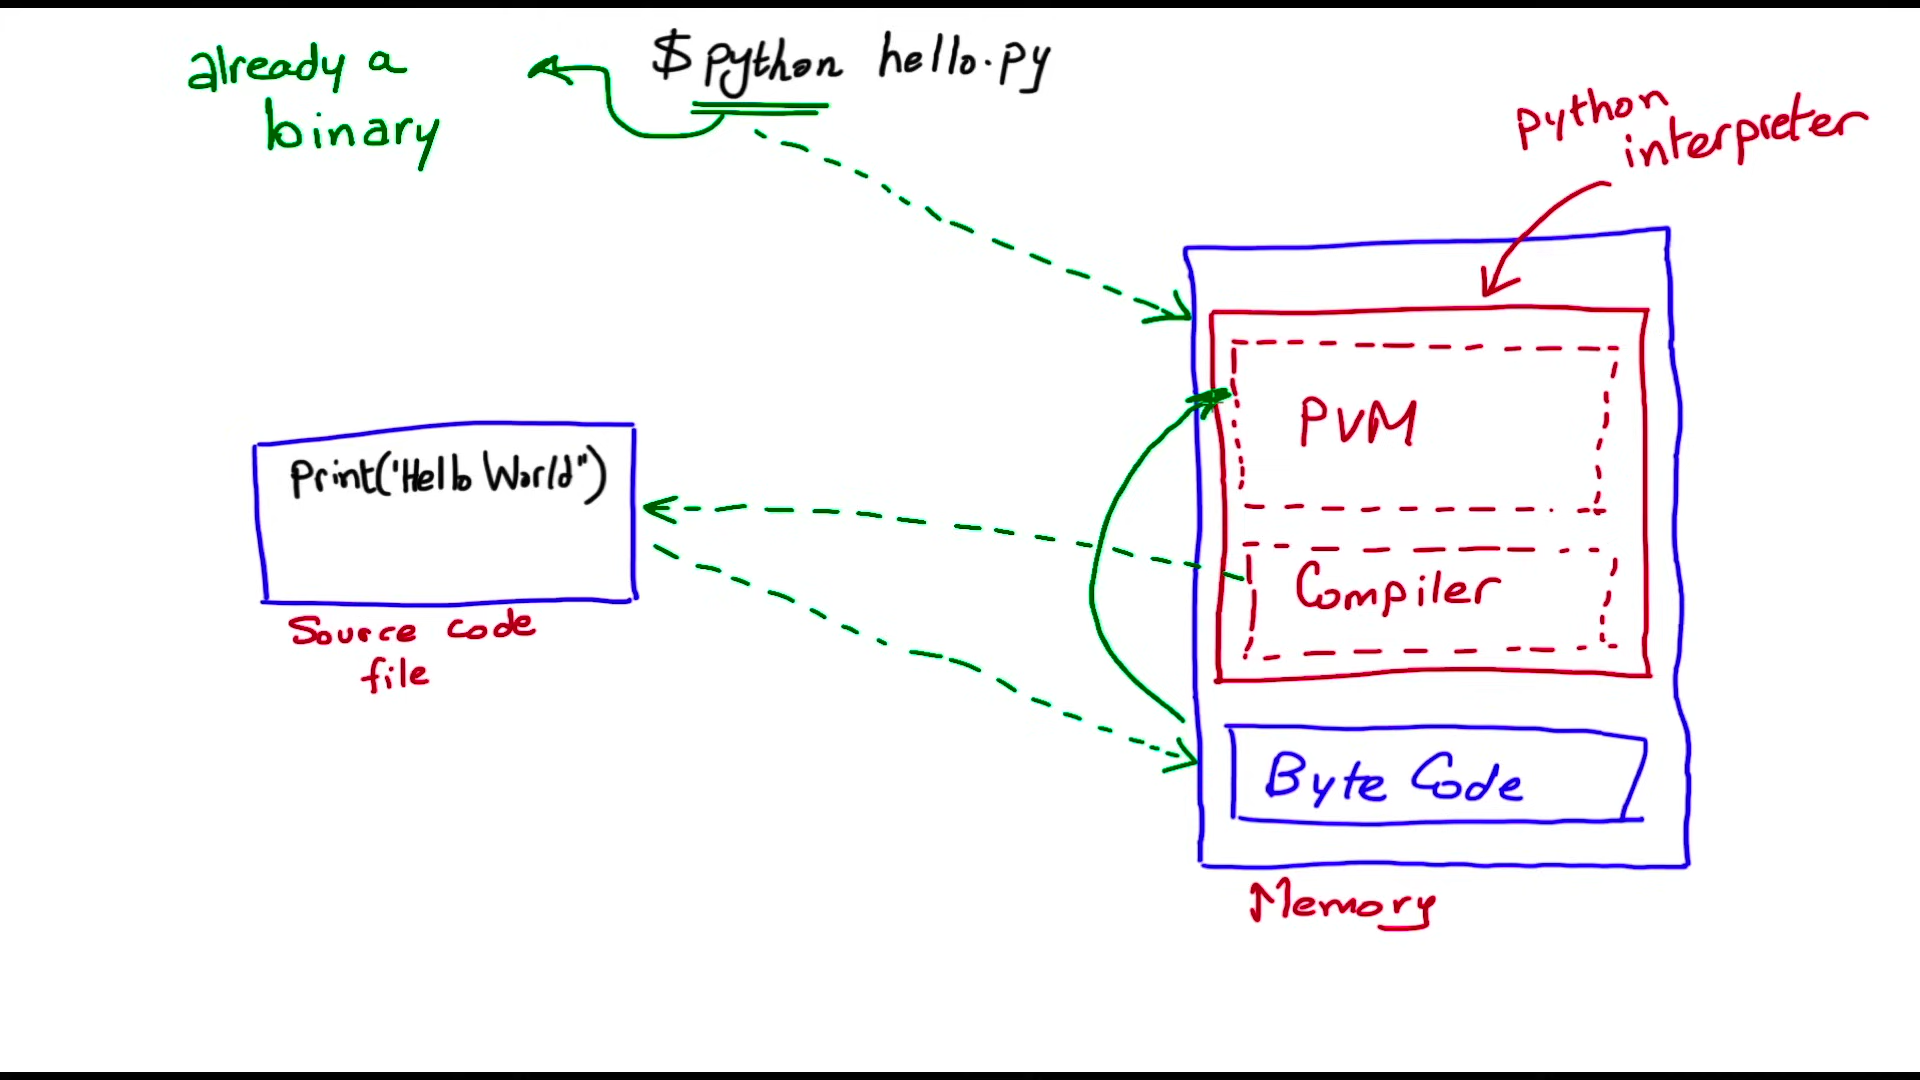 already a
binary
$python hello.py
python
interpreter
PVM
Print('Hello World")
Compiler
Source code
file
Byte Code
Memory